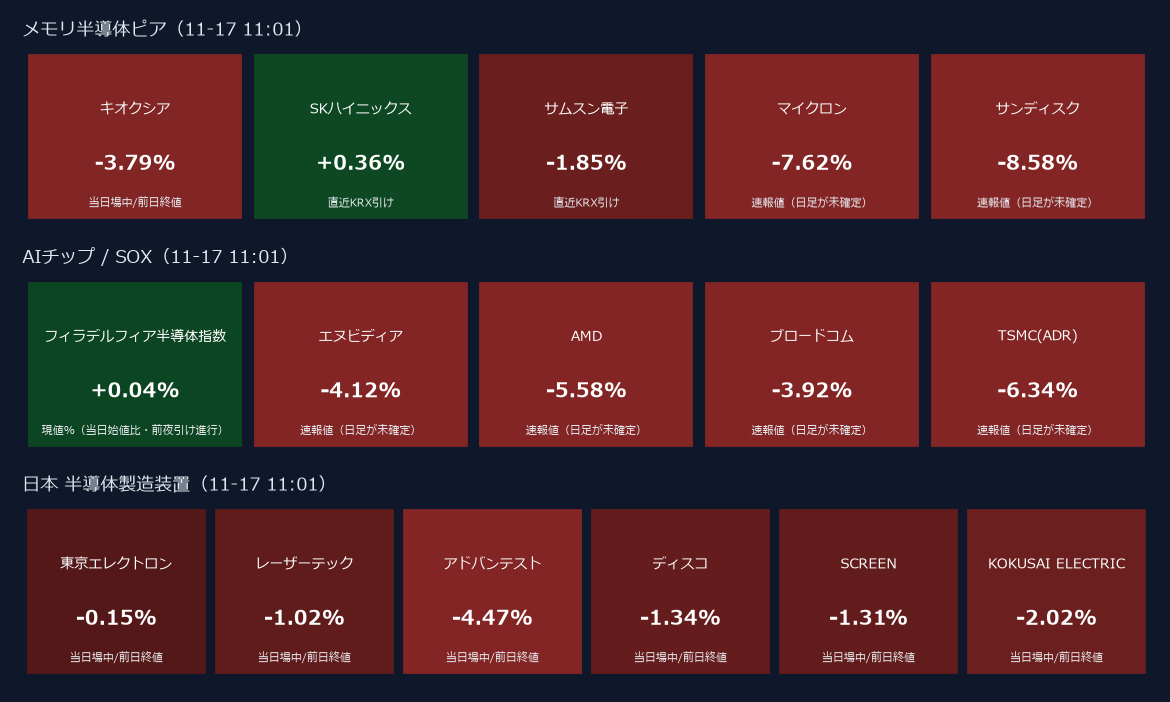 メモリ半導体ピア（11-17 11:01）
キオクシア
-3.79%
当日場中/前日終値
SKハイニックス
+0.36%
直近KRX引け
サムスン電子
-1.85%
直近KRX引け
マイクロン
-7.62%
速報値（日足が未確定）
サンディスク
-8.58%
速報値（日足が未確定）
AIチップ / SOX（11-17 11:01）
フィラデルフィア半導体指数
+0.04%
現値%（当日始値比・前夜引け進行）
エヌビディア
-4.12%
速報値（日足が未確定）
AMD
-5.58%
速報値（日足が未確定）
ブロードコム
-3.92%
速報値（日足が未確定）
TSMC(ADR)
-6.34%
速報値（日足が未確定）
日本 半導体製造装置（11-17 11:01）
東京エレクトロン
-0.15%
当日場中/前日終値
レーザーテック
-1.02%
当日場中/前日終値
アドバンテスト
-4.47%
当日場中/前日終値
ディスコ
-1.34%
当日場中/前日終値
SCREEN
-1.31%
当日場中/前日終値
KOKUSAI ELECTRIC
-2.02%
当日場中/前日終値